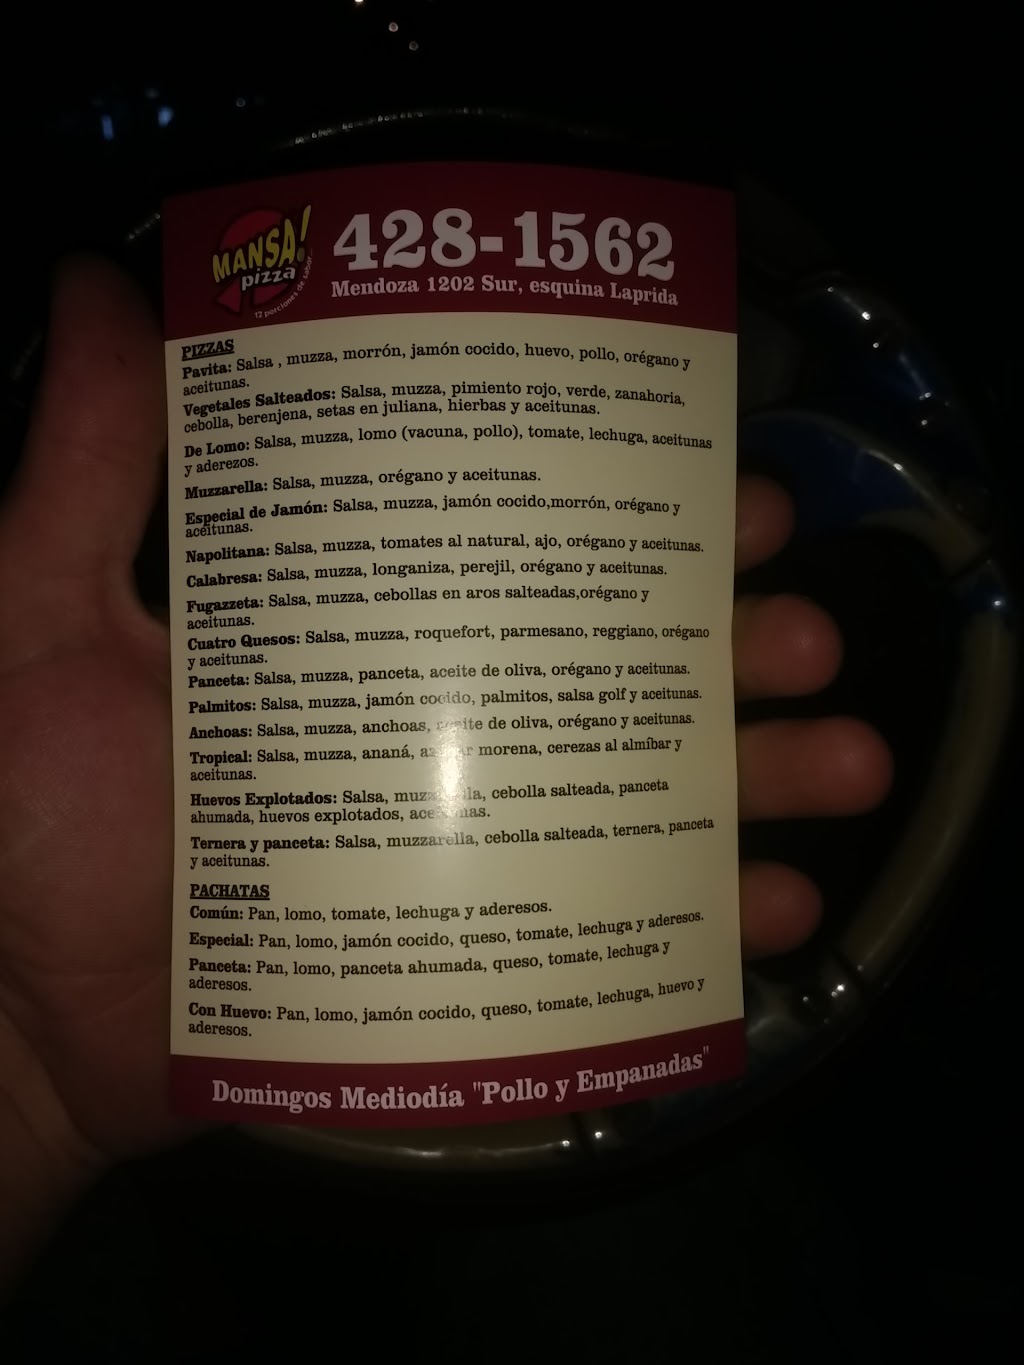 MANSA!
pizza
12 porciones de sabor...
428-1562
Mendoza 1202 Sur, esquina Laprida
PIZZAS
Pavita: Salsa , muzza, morrón, jamón cocido, huevo, pollo, orégano y
aceitunas.
Vegetales Salteados: Salsa, muzza, pimiento rojo, verde, zanahoria,
cebolla, berenjena, setas en juliana, hierbas y aceitunas.
De Lomo: Salsa, muzza, lomo (vacuna, pollo), tomate, lechuga, aceitunas
y aderezos.
Muzzarella: Salsa, muzza, orégano y aceitunas.
Especial de Jamón: Salsa, muzza, jamón cocido,morrón, orégano y
aceitunas.
Napolitana: Salsa, muzza, tomates al natural, ajo, orégano y aceitunas.
Calabresa: Salsa, muzza, longaniza, perejil, orégano y aceitunas.
Fugazzeta: Salsa, muzza, cebollas en aros salteadas,orégano y
aceitunas.
Cuatro Quesos: Salsa, muzza, roquefort, parmesano, reggiano, orégano
y aceitunas.
Panceta: Salsa, muzza, panceta, aceite de oliva, orégano y aceitunas.
Palmitos: Salsa, muzza, jamón cocido, palmitos, salsa golf y aceitunas.
Anchoas: Salsa, muzza, anchoas, aceite de oliva, orégano y aceitunas.
Tropical: Salsa, muzza, ananá, azúcar morena, cerezas al almíbar y
aceitunas.
Huevos Explotados: Salsa, muzzarella, cebolla salteada, panceta
ahumada, huevos explotados, aceitunas.
Ternera y panceta: Salsa, muzzarella, cebolla salteada, ternera, panceta
y aceitunas.
PACHATAS
Común: Pan, lomo, tomate, lechuga y aderesos.
Especial: Pan, lomo, jamón cocido, queso, tomate, lechuga y aderesos.
Panceta: Pan, lomo, panceta ahumada, queso, tomate, lechuga y
aderesos.
Con Huevo: Pan, lomo, jamón cocido, queso, tomate, lechuga, huevo y
aderesos.
Domingos Mediodía "Pollo y Empanadas"